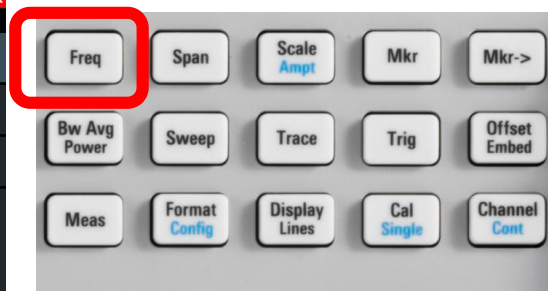 Freq
Span
Scale
Ampt
Mkr
Mkr->
Bw Avg
Power
Sweep
Trace
Trig
Offset
Embed
Meas
Format
Config
Display
Lines
Cal
Single
Channel
Cont